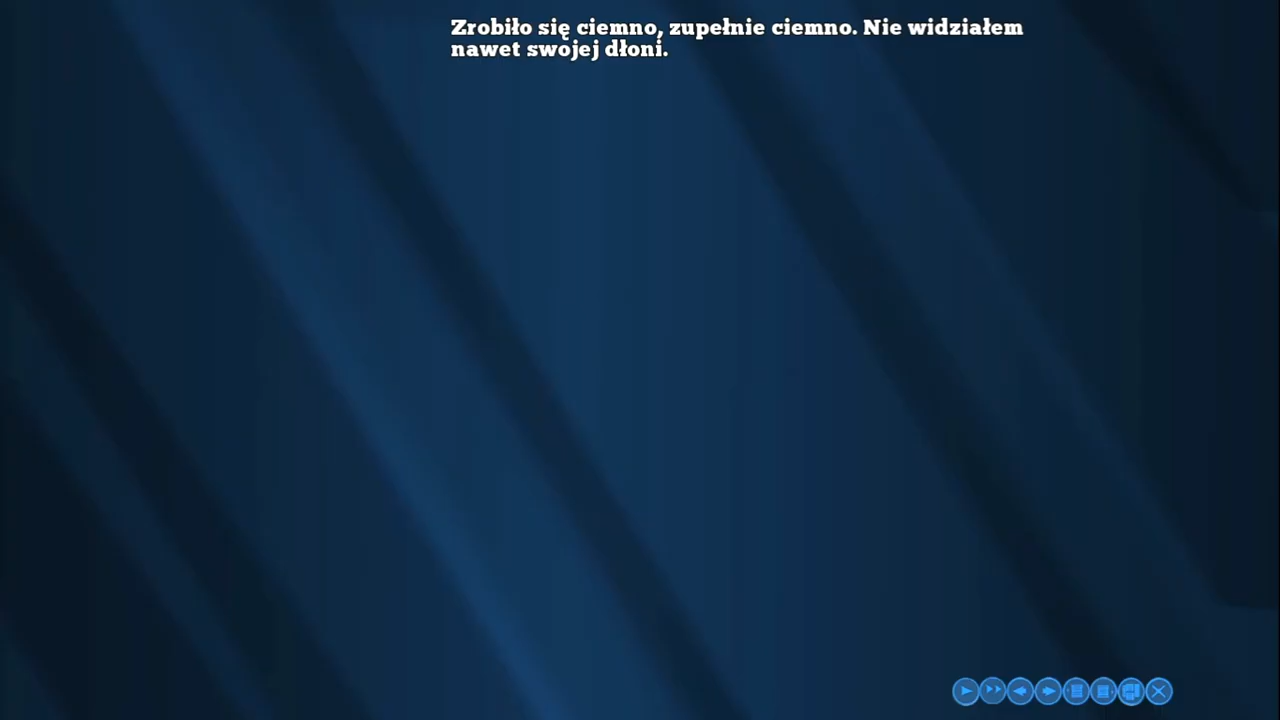 Zrobiło się ciemno, zupełnie ciemno. Nie widziałem
nawet swojej dłoni.